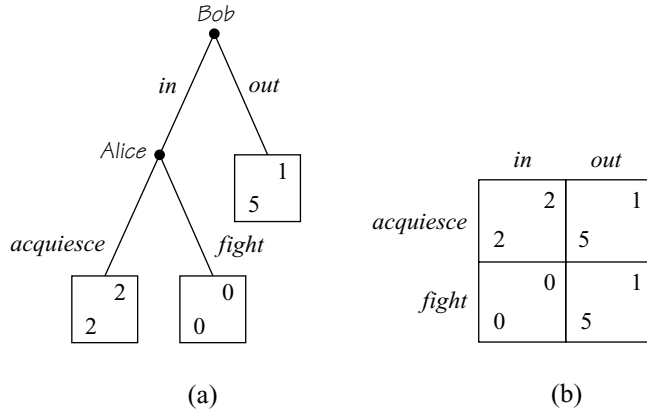 Bob
in out
Alice
1
5
acquiesce fight
2 0
2 0
(a)
in out
acquiesce 2 1
2 5
fight 0 1
0 5
(b)